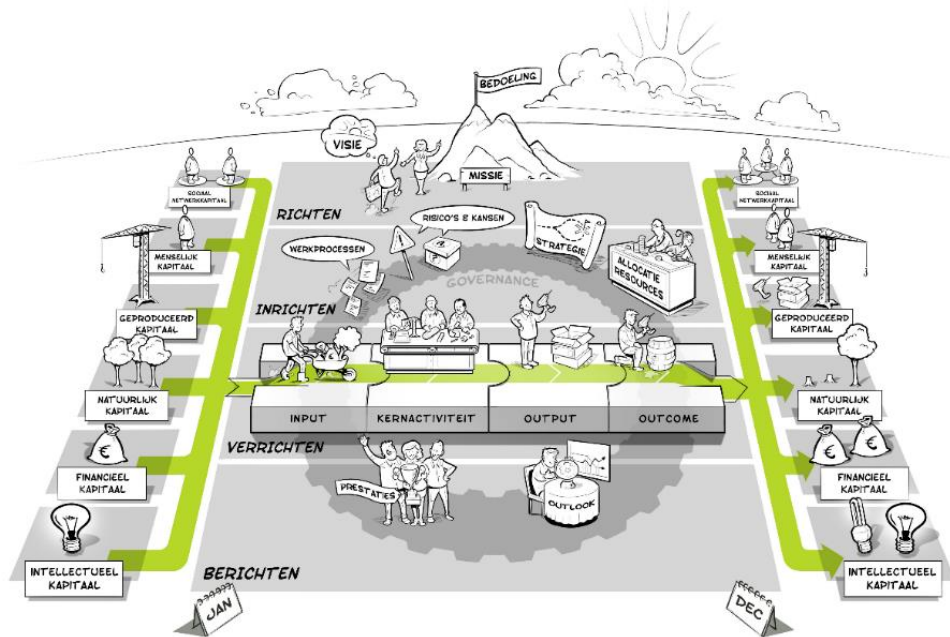 BEDOELING
VISIE
MISSIE
RICHTEN
RISICO'S & KANSEN
WERKPROCESSEN
STRATEGIE
ALLOCATIE
RESOURCES
GOVERNANCE
INRICHTEN
INPUT
KERNACTIVITEIT
OUTPUT
OUTCOME
VERRICHTEN
PRESTATIES
OUTLOOK
BERICHTEN
JAN
DEC
SOCIAAL
NETWERKKAPITAAL
MENSELIJK
KAPITAAL
GEPRODUCEERD
KAPITAAL
NATUURLIJK
KAPITAAL
€
FINANCIEEL
KAPITAAL
INTELLECTUEEL
KAPITAAL
SOCIAAL
NETWERKKAPITAAL
MENSELIJK
KAPITAAL
GEPRODUCEERD
KAPITAAL
NATUURLIJK
KAPITAAL
€
€
FINANCIEEL
KAPITAAL
INTELLECTUEEL
KAPITAAL